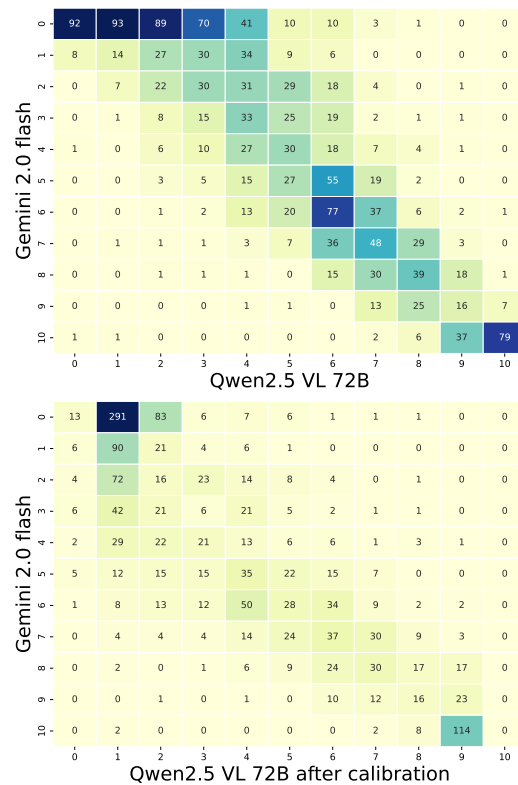 0 92 93 89 70 41 10 10 3 1 0 0
1 8 14 27 30 34 9 6 0 0 0 0
2 0 7 22 30 31 29 18 4 0 1 0
3 0 1 8 15 33 25 19 2 1 1 0
4 1 0 6 10 27 30 18 7 4 1 0
5 0 0 3 5 15 27 55 19 2 0 0
6 0 0 1 2 13 20 77 37 6 2 1
7 0 1 1 1 3 7 36 48 29 3 0
8 0 0 1 1 1 0 15 30 39 18 1
9 0 0 0 0 1 1 0 13 25 16 7
10 1 1 0 0 0 0 0 2 6 37 79
0 1 2 3 4 5 6 7 8 9 10
Gemini 2.0 flash
Qwen2.5 VL 72B
0 13 291 83 6 7 6 1 1 1 0 0
1 6 90 21 4 6 1 0 0 0 0 0
2 4 72 16 23 14 8 4 0 1 0 0
3 6 42 21 6 21 5 2 1 1 0 0
4 2 29 22 21 13 6 6 1 3 1 0
5 5 12 15 15 35 22 15 7 0 0 0
6 1 8 13 12 50 28 34 9 2 2 0
7 0 4 4 4 14 24 37 30 9 3 0
8 0 2 0 1 6 9 24 30 17 17 0
9 0 0 1 0 1 0 10 12 16 23 0
10 0 2 0 0 0 0 0 2 8 114 0
0 1 2 3 4 5 6 7 8 9 10
Gemini 2.0 flash
Qwen2.5 VL 72B after calibration